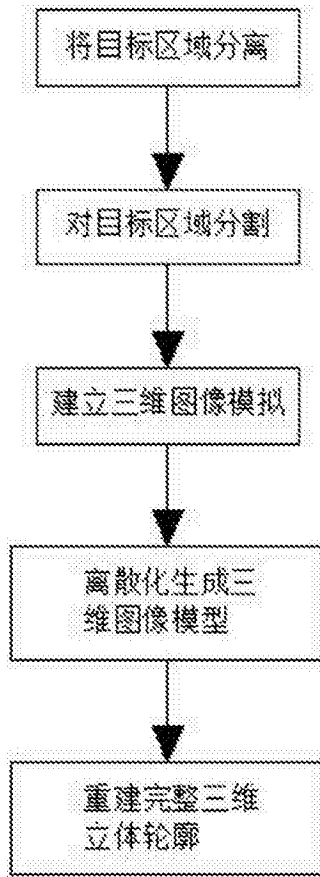 将目标区域分离
对目标区域分割
建立三维图像模拟
离散化生成三
维图像模型
重建完整三维
立体轮廓